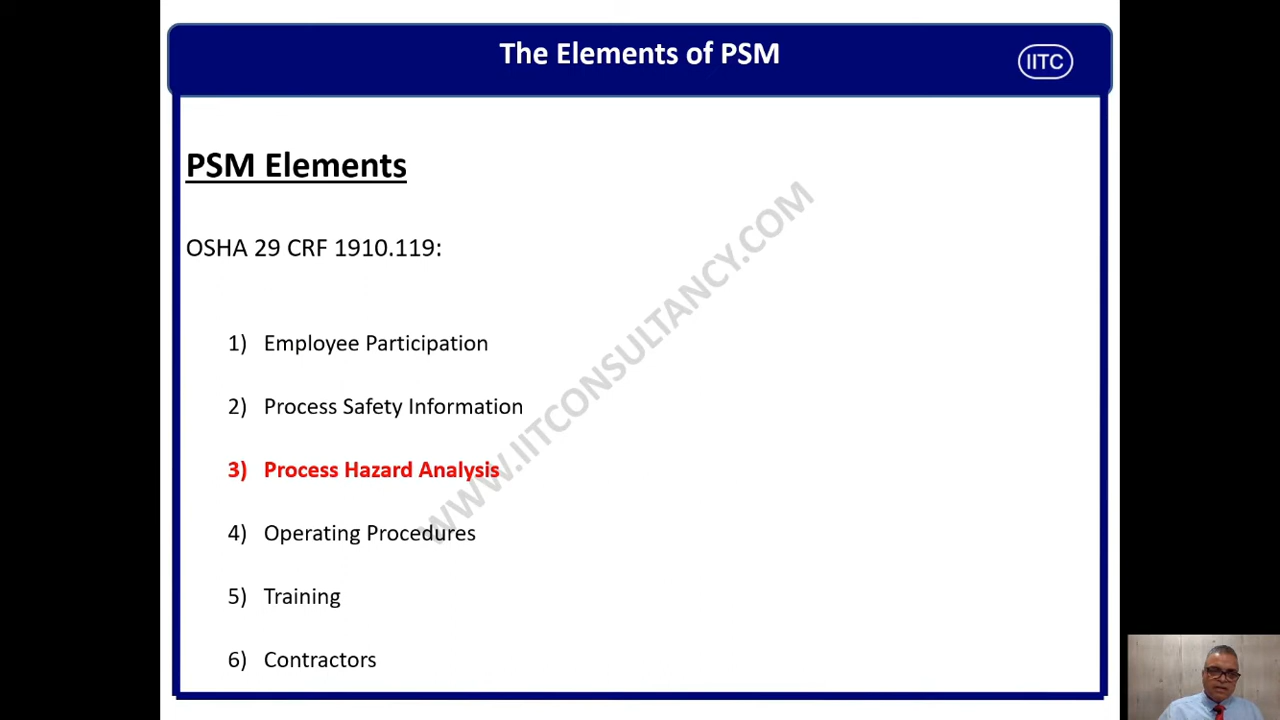 The Elements of PSM
IITC
PSM Elements
OSHA 29 CRF 1910.119:
1) Employee Participation
2) Process Safety Information
3) Process Hazard Analysis
4) Operating Procedures
5) Training
6) Contractors
WWW.IITCONSULTANCY.COM